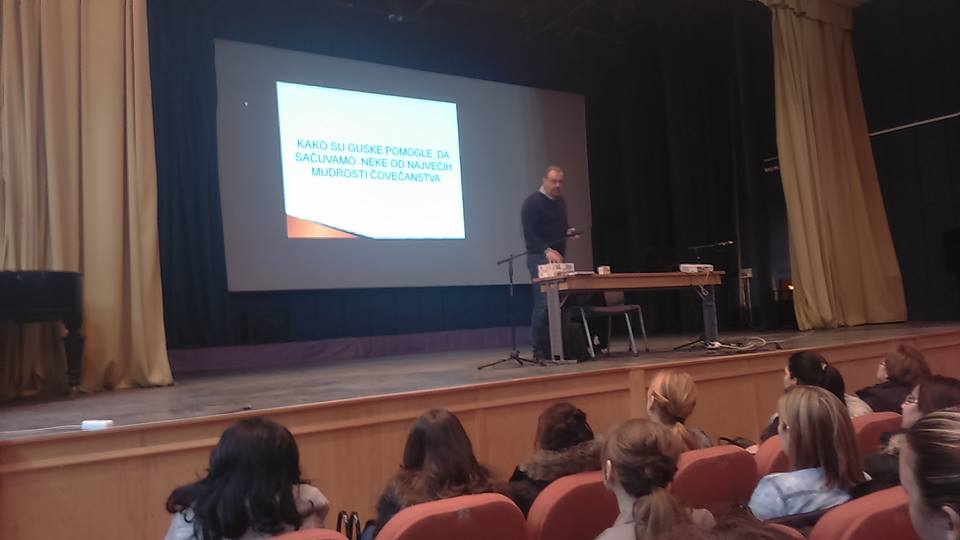 KAKO SU GUSKE POMOGLE DA
SAČUVAMO NEKE OD NAJVEĆIH
MUDROSTI ČOVEČANSTVA